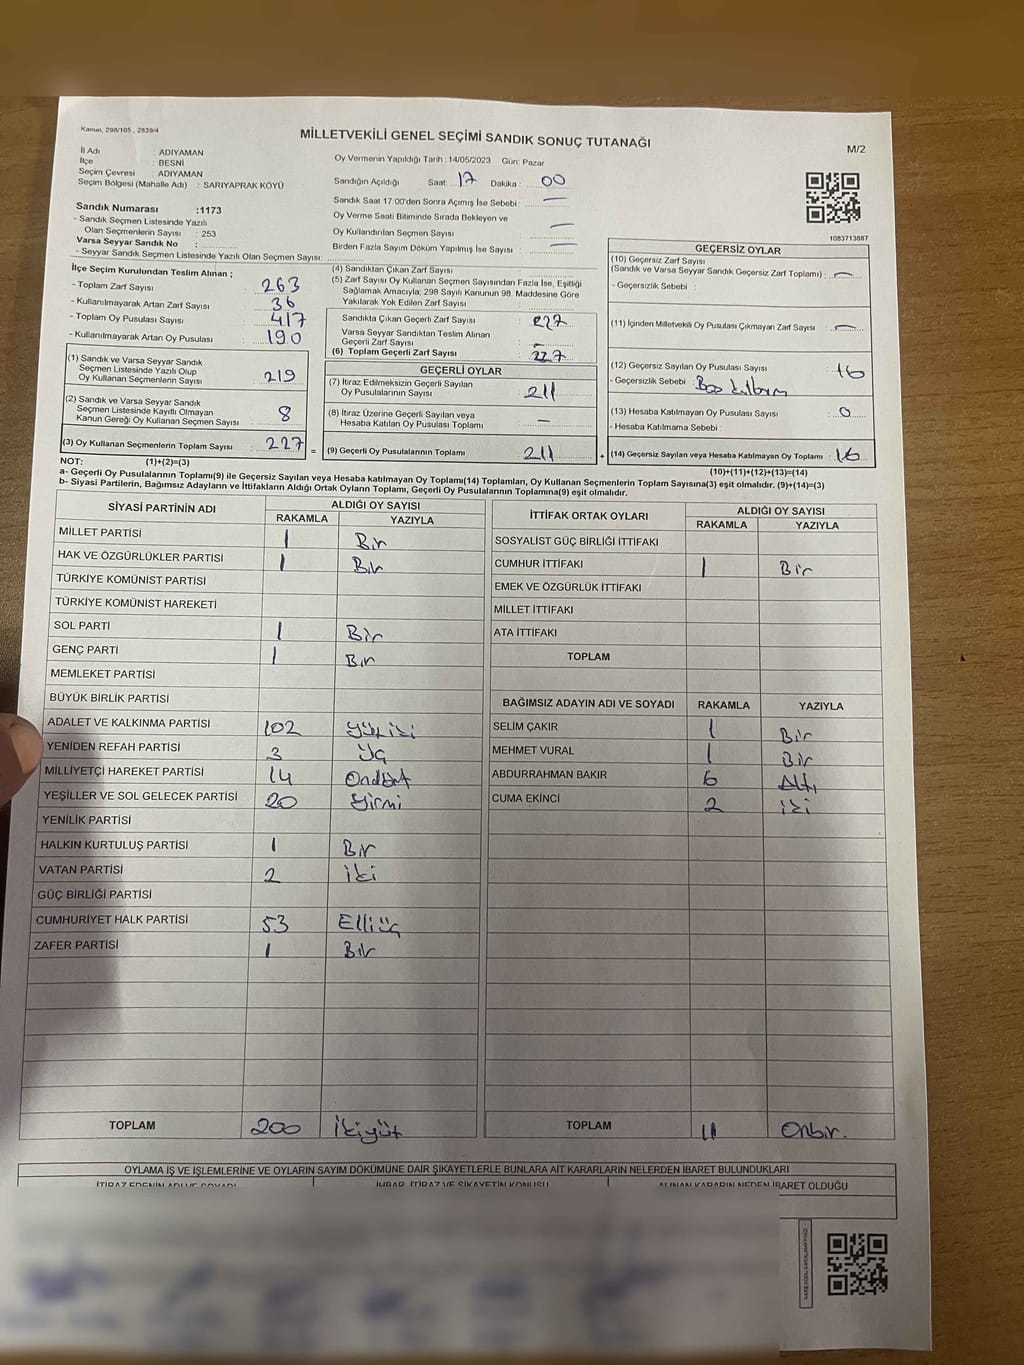 Kanun, 298/105 , 2839/4
MİLLETVEKİLİ GENEL SEÇİMİ SANDIK SONUÇ TUTANAĞI
M/2
İl Adı : ADIYAMAN
İlçe : BESNİ
Seçim Çevresi : ADIYAMAN
Seçim Bölgesi (Mahalle Adı) : SARIYAPRAK KÖYÜ
Oy Vermenin Yapıldığı Tarih : 14/05/2023 Gün: Pazar
Sandığın Açıldığı Saat: 17 Dakika : 00
Sandık Saat 17:00'den Sonra Açımış İse Sebebi : —
Oy Verme Saati Bitiminde Sırada Bekleyen ve
Oy Kullandırılan Seçmen Sayısı : —
Birden Fazla Sayım Döküm Yapılmış İse Sayısı : —
1083713887
Sandık Numarası :1173
- Sandık Seçmen Listesinde Yazılı
Olan Seçmenlerin Sayısı : 253
Varsa Seyyar Sandık No :
- Seyyar Sandık Seçmen Listesinde Yazılı Olan Seçmen Sayısı:
İlçe Seçim Kurulundan Teslim Alınan ;
- Toplam Zarf Sayısı : 263
- Kullanılmayarak Artan Zarf Sayısı : 36
- Toplam Oy Pusulası Sayısı : 417
- Kullanılmayarak Artan Oy Pusulası : 190
(1) Sandık ve Varsa Seyyar Sandık
Seçmen Listesinde Yazılı Olup
Oy Kullanan Seçmenlerin Sayısı : 219
(2) Sandık ve Varsa Seyyar Sandık
Seçmen Listesinde Kayıtlı Olmayan
Kanun Gereği Oy Kullanan Seçmen Sayısı : 8
(3) Oy Kullanan Seçmenlerin Toplam Sayısı : 227
(1)+(2)=(3)
(4) Sandıktan Çıkan Zarf Sayısı :
(5) Zarf Sayısı Oy Kullanan Seçmen Sayısından Fazla İse, Eşitliği
Sağlamak Amacıyla; 298 Sayılı Kanunun 98. Maddesine Göre
Yakılarak Yok Edilen Zarf Sayısı :
Sandıkta Çıkan Geçerli Zarf Sayısı : 227
Varsa Seyyar Sandıktan Teslim Alınan
Geçerli Zarf Sayısı : —
(6) Toplam Geçerli Zarf Sayısı : 227
GEÇERLİ OYLAR
(7) İtiraz Edilmeksizin Geçerli Sayılan
Oy Pusulalarının Sayısı : 211
(8) İtiraz Üzerine Geçerli Sayılan veya
Hesaba Katılan Oy Pusulası Toplamı : —
= (9) Geçerli Oy Pusulalarının Toplamı : 211
GEÇERSİZ OYLAR
(10) Geçersiz Zarf Sayısı
(Sandık ve Varsa Seyyar Sandık Geçersiz Zarf Toplamı) : —
- Geçersizlik Sebebi :
(11) İçinden Milletvekili Oy Pusulası Çıkmayan Zarf Sayısı : —
(12) Geçersiz Sayılan Oy Pusulası Sayısı : 16
- Geçersizlik Sebebi :
(13) Hesaba Katılmayan Oy Pusulası Sayısı : 0
- Hesaba Katılmama Sebebi :
+ (14) Geçersiz Sayılan veya Hesaba Katılmayan Oy Toplamı : 16
(10)+(11)+(12)+(13)=(14)
NOT:
a- Geçerli Oy Pusulalarının Toplamı(9) ile Geçersiz Sayılan veya Hesaba katılmayan Oy Toplamı(14) Toplamları, Oy Kullanan Seçmenlerin Toplam Sayısına(3) eşit olmalıdır. (9)+(14)=(3)
b- Siyasi Partilerin, Bağımsız Adayların ve İttifakların Aldığı Ortak Oyların Toplamı, Geçerli Oy Pusulalarının Toplamına(9) eşit olmalıdır.
SİYASİ PARTİNİN ADI ALDIĞI OY SAYISI
RAKAMLA YAZIYLA
MİLLET PARTİSİ 1 Bir
HAK VE ÖZGÜRLÜKLER PARTİSİ 1 Bir
TÜRKİYE KOMÜNİST PARTİSİ
TÜRKİYE KOMÜNİST HAREKETİ
SOL PARTİ 1 Bir
GENÇ PARTİ 1 Bir
MEMLEKET PARTİSİ
BÜYÜK BİRLİK PARTİSİ
ADALET VE KALKINMA PARTİSİ 102 Yüziki
YENİDEN REFAH PARTİSİ 3 Üç
MİLLİYETÇİ HAREKET PARTİSİ 14 Ondört
YEŞİLLER VE SOL GELECEK PARTİSİ 20 Yirmi
YENİLİK PARTİSİ
HALKIN KURTULUŞ PARTİSİ 1 Bir
VATAN PARTİSİ 2 iki
GÜÇ BİRLİĞİ PARTİSİ
CUMHURİYET HALK PARTİSİ 53 Elliüç
ZAFER PARTİSİ 1 Bir
TOPLAM 200 İkiyüz
İTTİFAK ORTAK OYLARI ALDIĞI OY SAYISI
RAKAMLA YAZIYLA
SOSYALİST GÜÇ BİRLİĞİ İTTİFAKI
CUMHUR İTTİFAKI 1 Bir
EMEK VE ÖZGÜRLÜK İTTİFAKI
MİLLET İTTİFAKI
ATA İTTİFAKI
TOPLAM
BAĞIMSIZ ADAYIN ADI VE SOYADI RAKAMLA YAZIYLA
SELİM ÇAKIR 1 Bir
MEHMET VURAL 1 Bir
ABDURRAHMAN BAKIR 6 Altı
CUMA EKİNCİ 2 iki
TOPLAM 11 Onbir.
OYLAMA İŞ VE İŞLEMLERİNE VE OYLARIN SAYIM DÖKÜMÜNE DAİR ŞİKAYETLERLE BUNLARA AİT KARARLARIN NELERDEN İBARET BULUNDUKLARI
İTİRAZ EDENİN ADI VE SOYADI İHBAR, İTİRAZ VE ŞİKAYETİN KONUSU ALINAN KARARIN NEDEN İBARET OLDUĞU